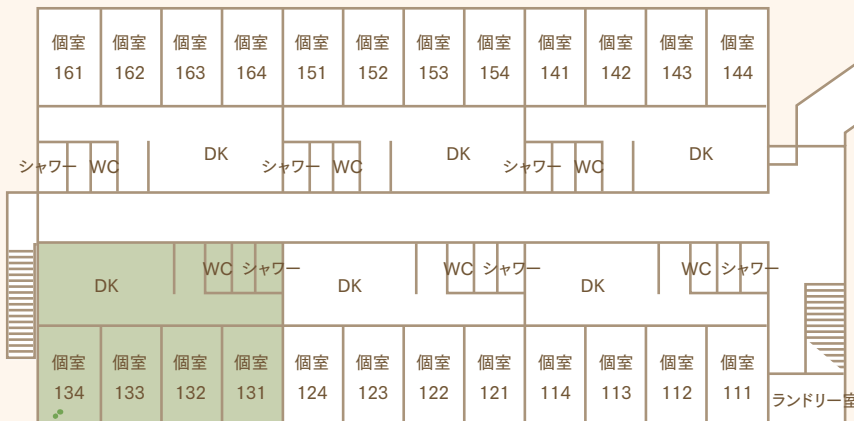 個室 個室 個室 個室 個室 個室 個室 個室 個室 個室 個室 個室
161 162 163 164 151 152 153 154 141 142 143 144
シャワー WC DK シャワー WC DK シャワー WC DK
DK WC シャワー DK WC シャワー DK WC シャワー
個室 個室 個室 個室 個室 個室 個室 個室 個室 個室 個室 個室
134 133 132 131 124 123 122 121 114 113 112 111
ランドリー室